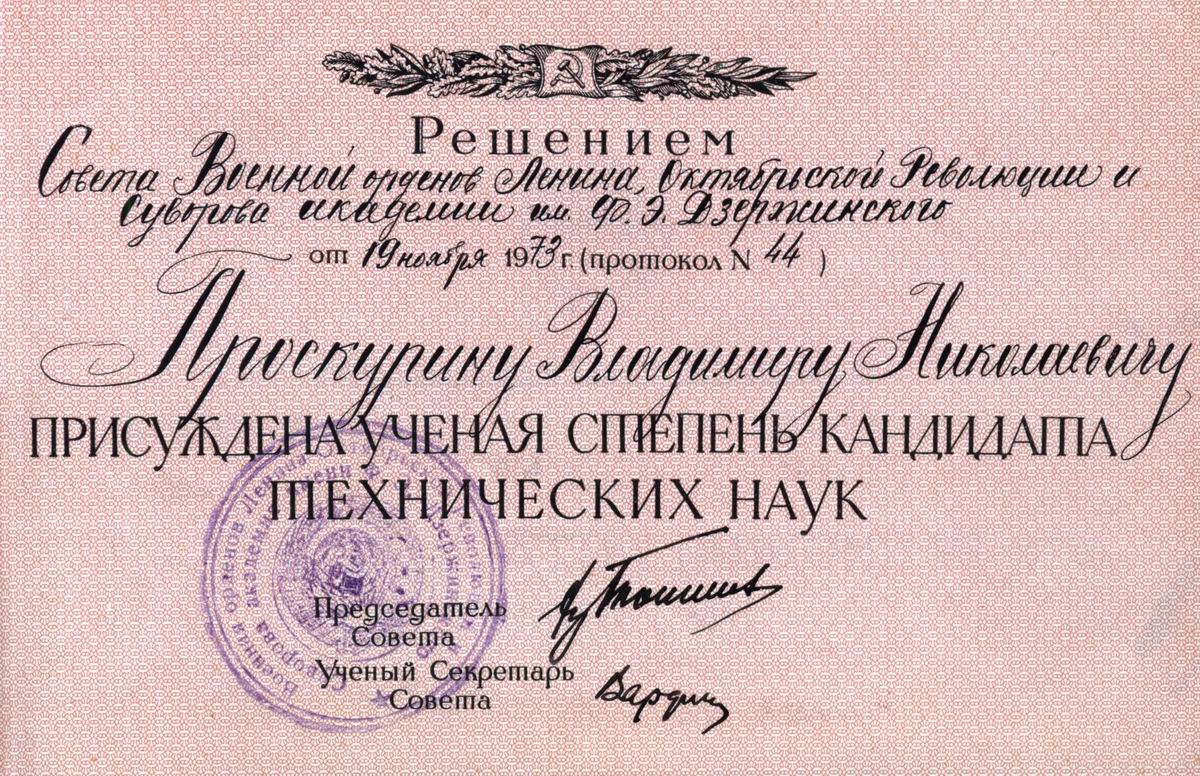 Решением
Совета Военной орденов Ленина, Октябрьской Революции и
Суворова академии им. Ф. Э. Дзержинского
от 19 ноября 1973 г. (протокол N 44)
Проскурину Владимиру Николаевичу
ПРИСУЖДЕНА УЧЕНАЯ СТЕПЕНЬ КАНДИДАТА
ТЕХНИЧЕСКИХ НАУК
Председатель
Совета
Ученый Секретарь
Совета